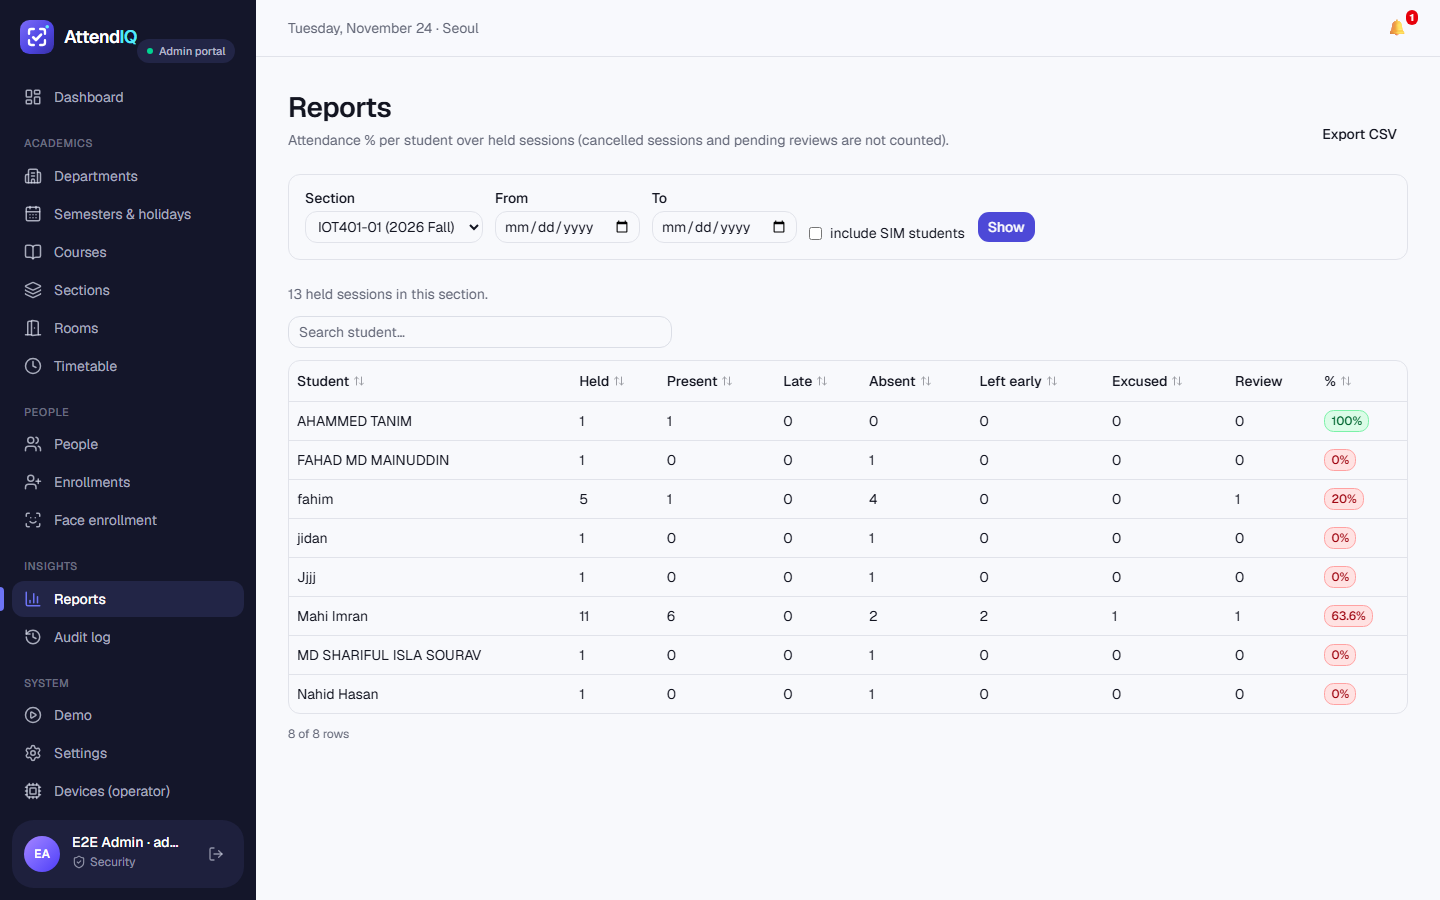 AttendIQ
Admin portal
Dashboard
ACADEMICS
Departments
Semesters & holidays
Courses
Sections
Rooms
Timetable
PEOPLE
People
Enrollments
Face enrollment
INSIGHTS
Reports
Audit log
SYSTEM
Demo
Settings
Devices (operator)
EA
E2E Admin · ad...
Security
Tuesday, November 24 · Seoul
1
Reports
Attendance % per student over held sessions (cancelled sessions and pending reviews are not counted).
Export CSV
Section From To
IOT401-01 (2026 Fall) mm/dd/yyyy mm/dd/yyyy include SIM students Show
13 held sessions in this section.
Search student...
Student Held Present Late Absent Left early Excused Review %
AHAMMED TANIM 1 1 0 0 0 0 0 100%
FAHAD MD MAINUDDIN 1 0 0 1 0 0 0 0%
fahim 5 1 0 4 0 0 1 20%
jidan 1 0 0 1 0 0 0 0%
Jjjj 1 0 0 1 0 0 0 0%
Mahi Imran 11 6 0 2 2 1 1 63.6%
MD SHARIFUL ISLA SOURAV 1 0 0 1 0 0 0 0%
Nahid Hasan 1 0 0 1 0 0 0 0%
8 of 8 rows